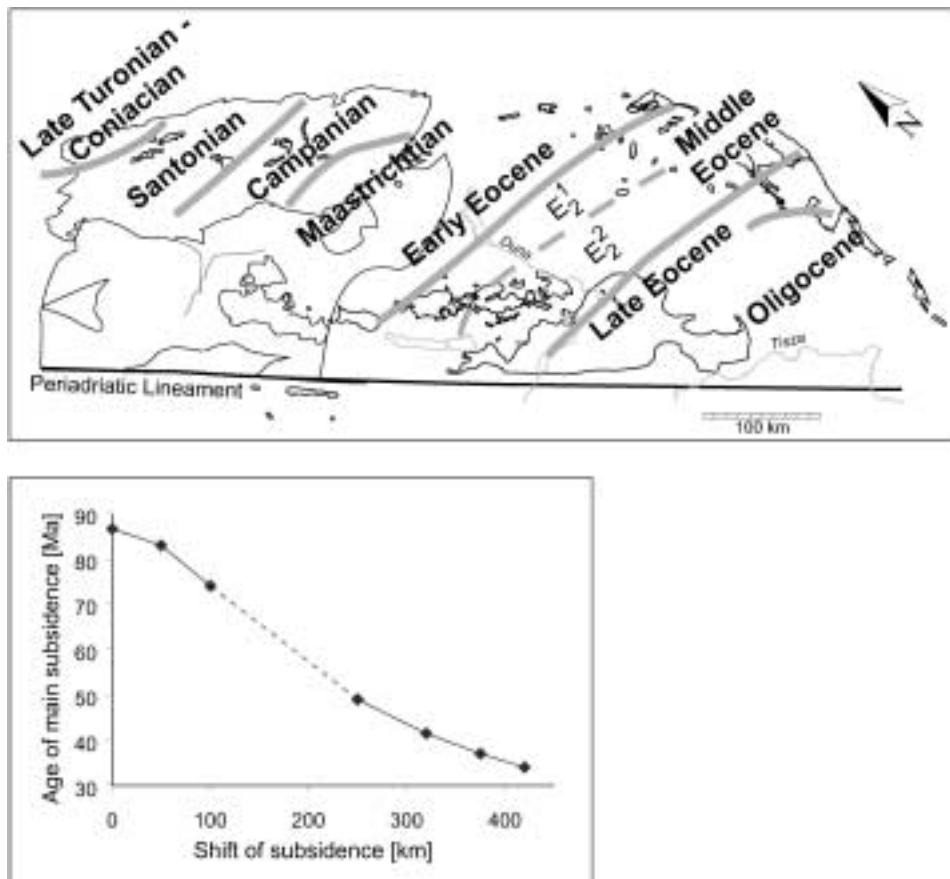 Late Turonian -
Coniacian
Santonian
Campanian
Maastrichtian
Early Eocene
E 1 2
Middle
Eocene
E 2 2
Late Eocene
Oligocene
N
Tisza
Periadriatic Lineament
100 km
Age of main subsidence [Ma]
90
80
70
60
50
40
30
0 100 200 300 400
Shift of subsidence [km]